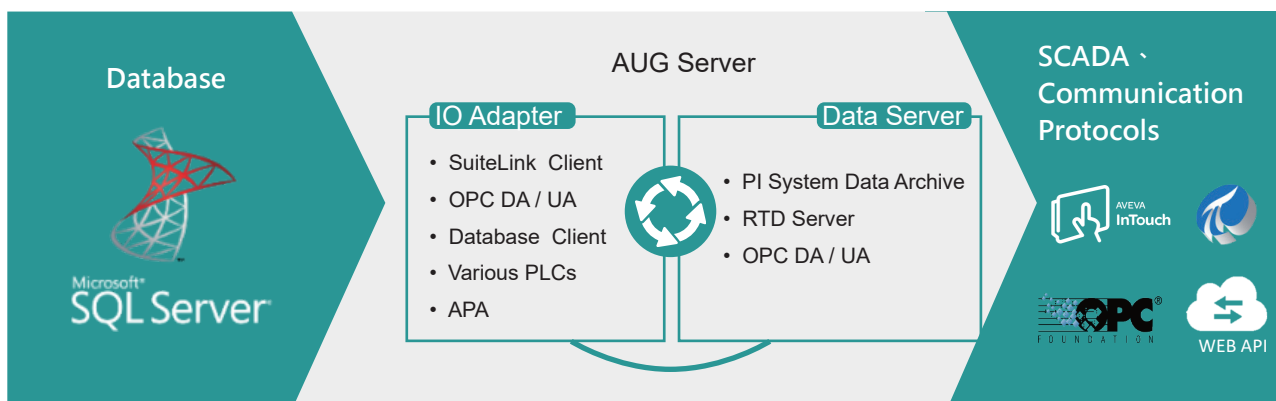 Database
Microsoft®
SQL Server®
AUG Server
IO Adapter
• SuiteLink Client
• OPC DA / UA
• Database Client
• Various PLCs
• APA
Data Server
• PI System Data Archive
• RTD Server
• OPC DA / UA
SCADA、
Communication
Protocols
AVEVA
InTouch
OPC®
FOUNDATION
WEB API